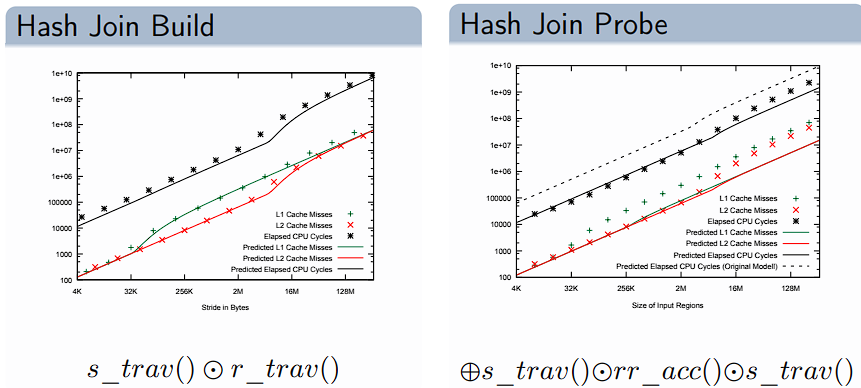 Hash Join Build
1e+10
1e+09
1e+08
1e+07
1e+06
100000
10000
1000
100
4K 32K 256K 2M 16M 128M
L1 Cache Misses
L2 Cache Misses
Elapsed CPU Cycles
Predicted L1 Cache Misses
Predicted L2 Cache Misses
Predicted Elapsed CPU Cycles
Stride in Bytes
s_trav() ⊙ r_trav()
Hash Join Probe
1e+10
1e+09
1e+08
1e+07
1e+06
100000
10000
1000
100
4K 32K 256K 2M 16M 128M
L1 Cache Misses
L2 Cache Misses
Elapsed CPU Cycles
Predicted L1 Cache Misses
Predicted L2 Cache Misses
Predicted Elapsed CPU Cycles
Predicted Elapsed CPU Cycles (Original Modell)
Size of Input Regions
⊕s_trav()⊙rr_acc()⊙s_trav()